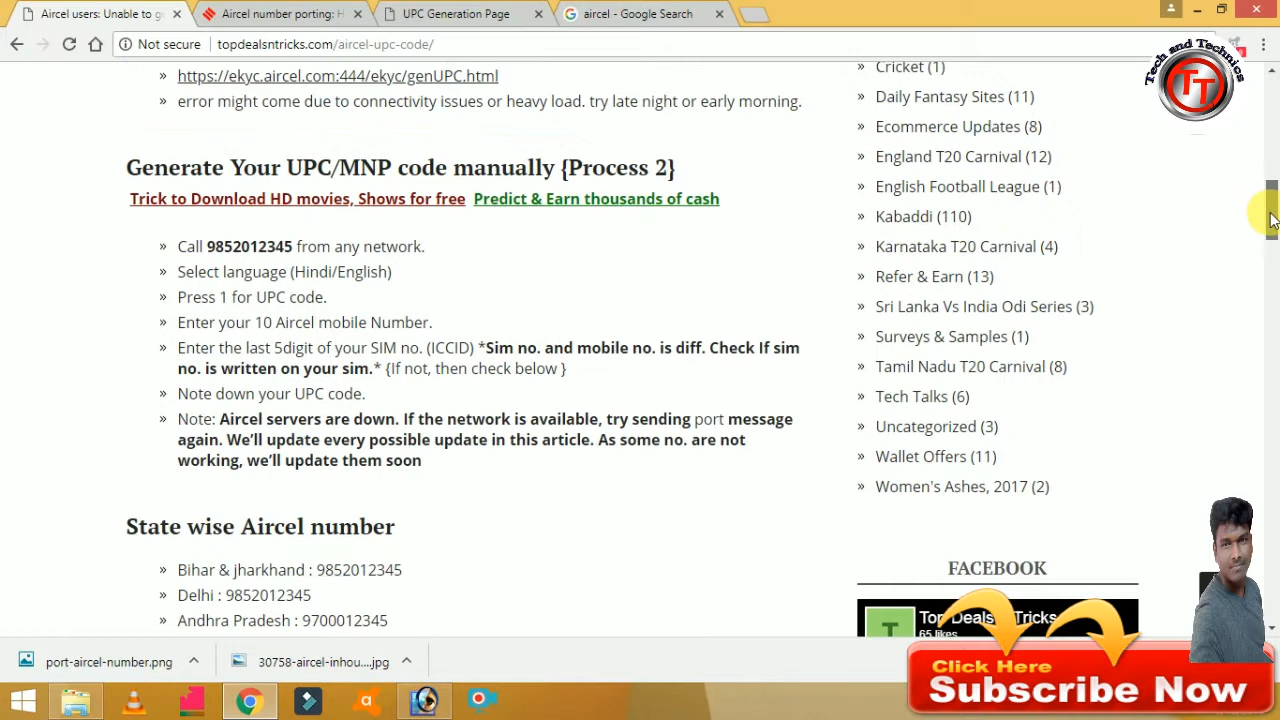 Aircel users: Unable to g
Aircel number porting: H
UPC Generation Page
aircel - Google Search
Not secure
topdealsntricks.com/aircel-upc-code/
Tech and Technics
TT
https://ekyc.aircel.com:444/ekyc/genUPC.html
error might come due to connectivity issues or heavy load. try late night or early morning.
Generate Your UPC/MNP code manually {Process 2}
Trick to Download HD movies, Shows for free Predict & Earn thousands of cash
Call 9852012345 from any network.
Select language (Hindi/English)
Press 1 for UPC code.
Enter your 10 Aircel mobile Number.
Enter the last 5digit of your SIM no. (ICCID) *Sim no. and mobile no. is diff. Check If sim
no. is written on your sim.* {If not, then check below }
Note down your UPC code.
Note: Aircel servers are down. If the network is available, try sending port message
again. We’ll update every possible update in this article. As some no. are not
working, we’ll update them soon
State wise Aircel number
Bihar & jharkhand : 9852012345
Delhi : 9852012345
Andhra Pradesh : 9700012345
Cricket (1)
Daily Fantasy Sites (11)
Ecommerce Updates (8)
England T20 Carnival (12)
English Football League (1)
Kabaddi (110)
Karnataka T20 Carnival (4)
Refer & Earn (13)
Sri Lanka Vs India Odi Series (3)
Surveys & Samples (1)
Tamil Nadu T20 Carnival (8)
Tech Talks (6)
Uncategorized (3)
Wallet Offers (11)
Women's Ashes, 2017 (2)
FACEBOOK
T
65 likes
port-aircel-number.png
30758-aircel-inhou....jpg
Click Here
Subscribe Now